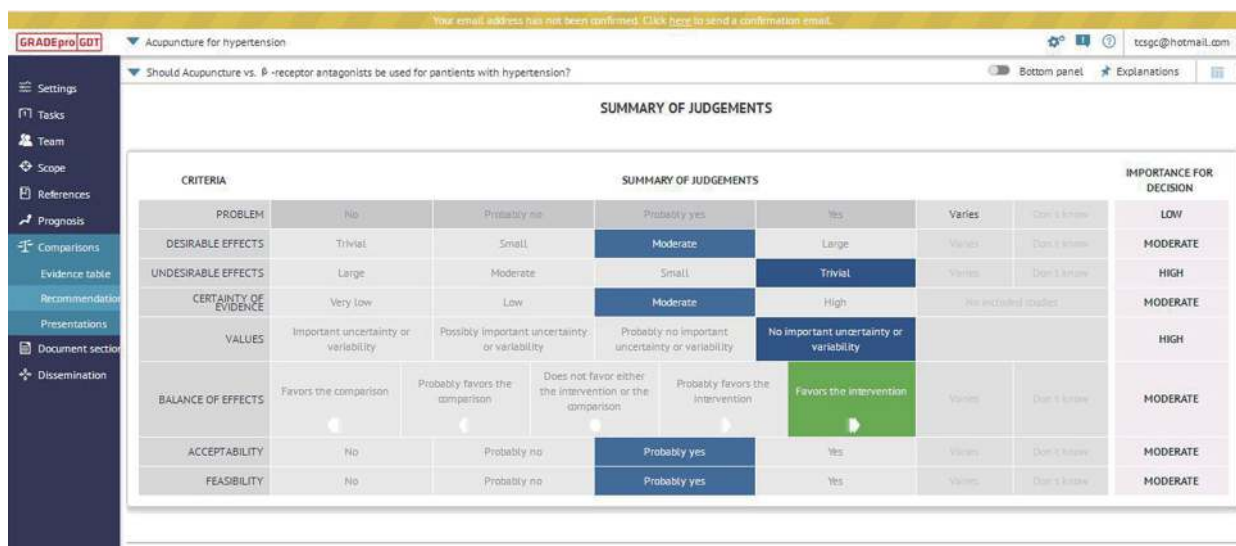 Your email address has not been confirmed. Click here to send a confirmation email.
GRADEpro GDT
Acupuncture for hypertension
tcsgc@hotmail.com
Should Acupuncture vs. β -receptor antagonists be used for pantients with hypertension?
Bottom panel
Explanations
Settings
Tasks
Team
Scope
References
Prognosis
Comparisons
Evidence table
Recommendation
Presentations
Document section
Dissemination
SUMMARY OF JUDGEMENTS
CRITERIA SUMMARY OF JUDGEMENTS IMPORTANCE FOR
DECISION
PROBLEM No Probably no Probably yes Yes Varies Don't know LOW
DESIRABLE EFFECTS Trivial Small Moderate Large Varies Don't know MODERATE
UNDESIRABLE EFFECTS Large Moderate Small Trivial Varies Don't know HIGH
CERTAINTY OF
EVIDENCE Very low Low Moderate High No included studies MODERATE
VALUES Important uncertainty or
variability Possibly important uncertainty
or variability Probably no important
uncertainty or variability No important uncertainty or
variability HIGH
BALANCE OF EFFECTS Favors the comparison Probably favors the
comparison Does not favor either
the intervention or the
comparison Probably favors the
intervention Favors the intervention Varies Don't know MODERATE
ACCEPTABILITY No Probably no Probably yes Yes Varies Don't know MODERATE
FEASIBILITY No Probably no Probably yes Yes Varies Don't know MODERATE